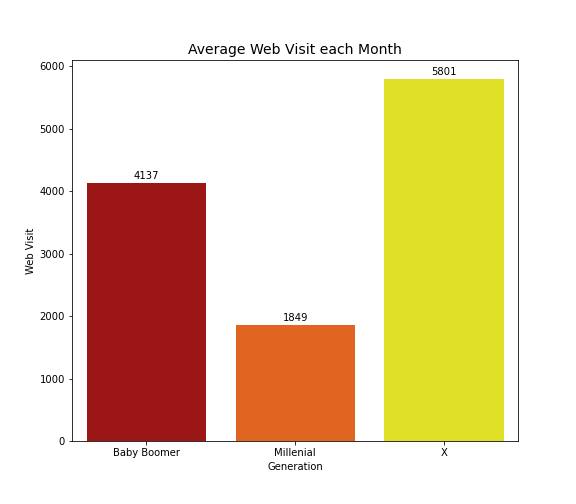 Average Web Visit each Month
Web Visit
6000
5000
4000
3000
2000
1000
0
4137
1849
5801
Baby Boomer
Millenial
X
Generation